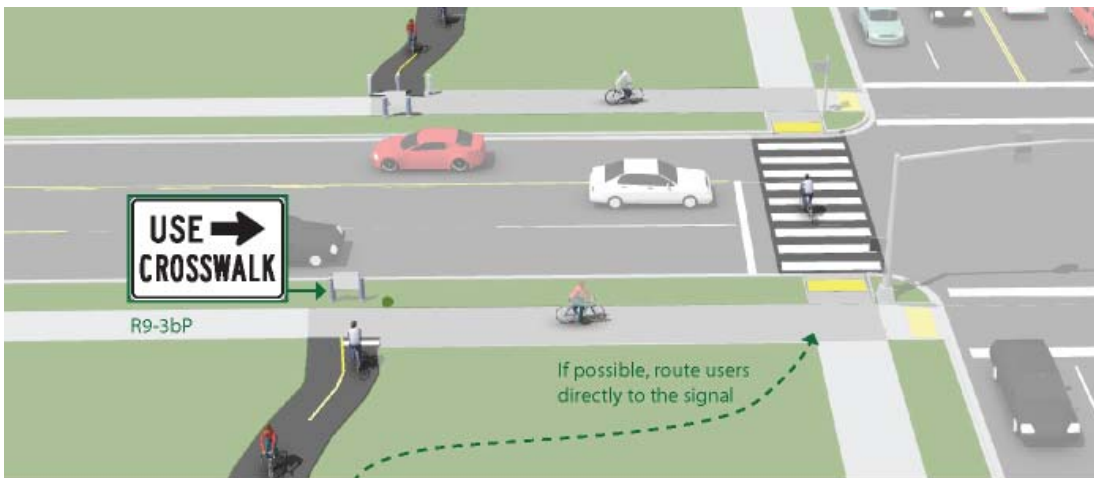 USE
CROSSWALK
R9-3bP
If possible, route users
directly to the signal